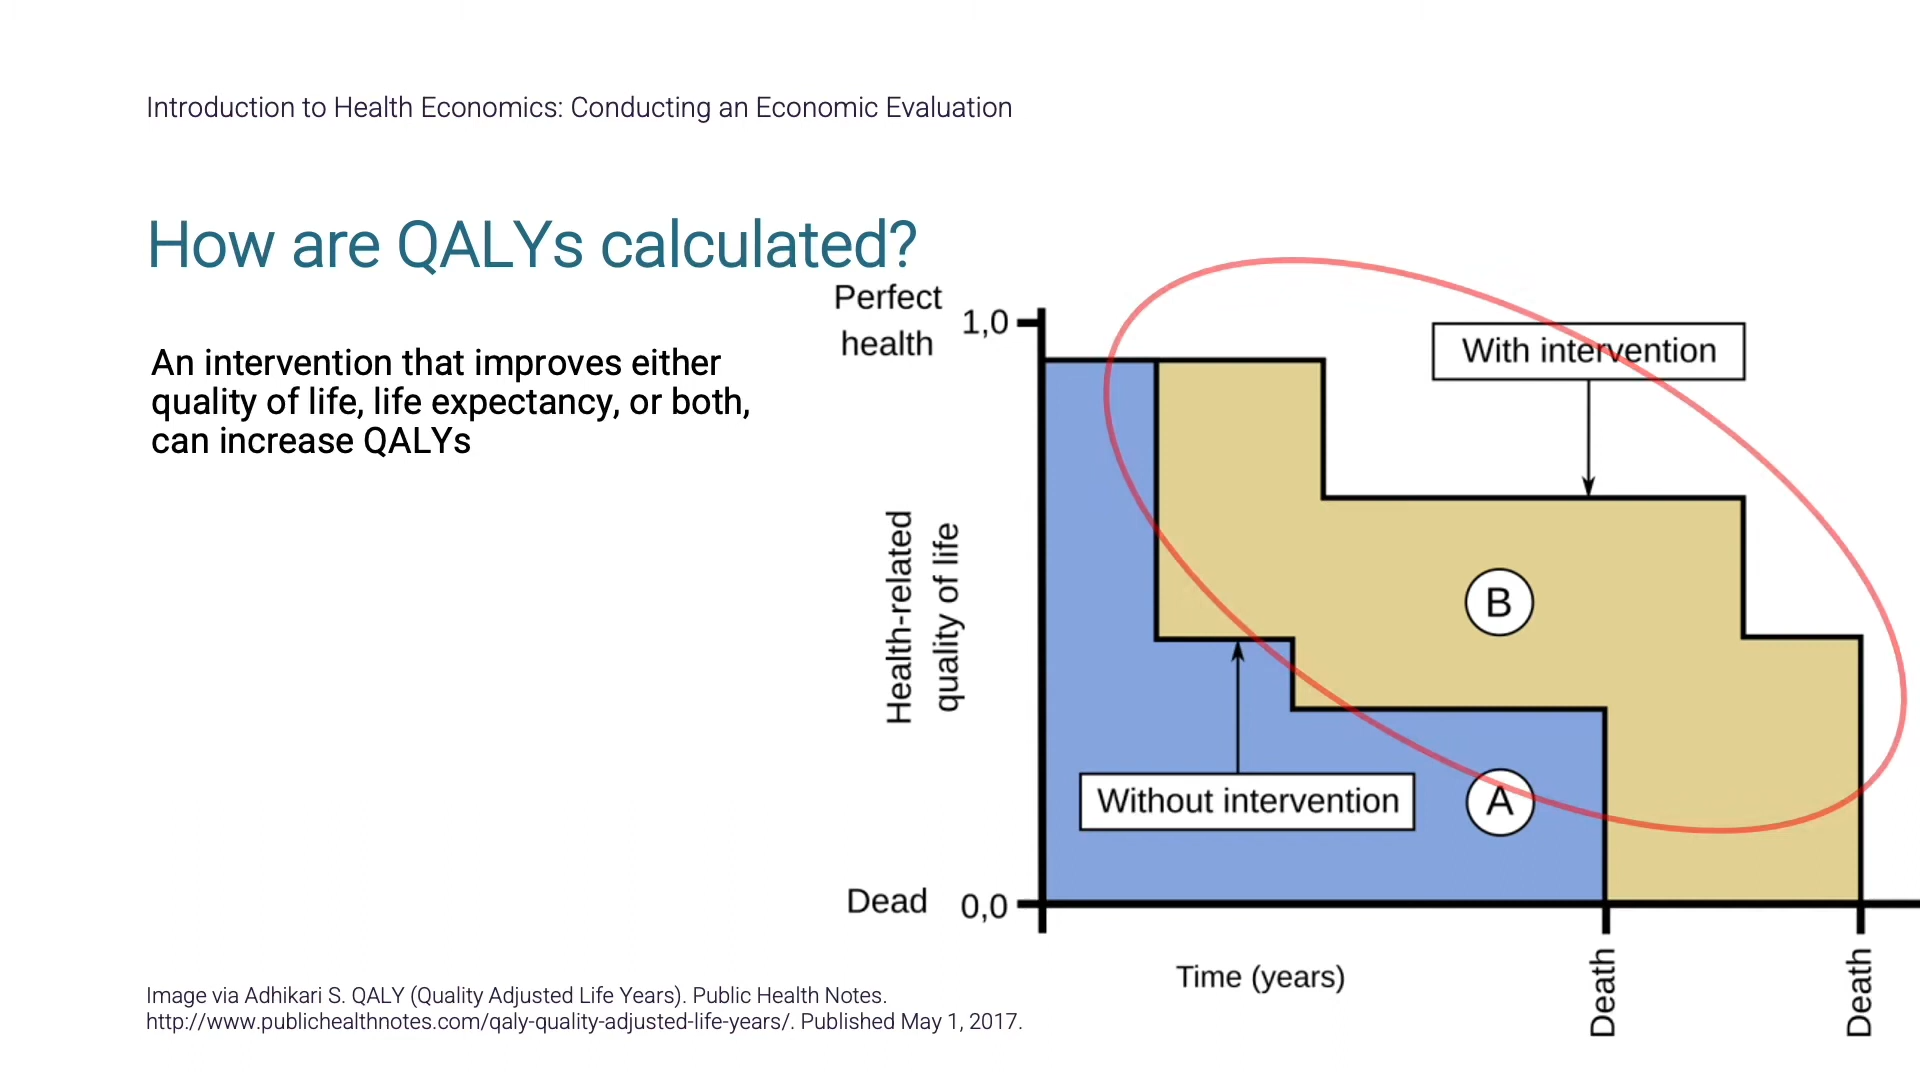 Introduction to Health Economics: Conducting an Economic Evaluation
How are QALYs calculated?
An intervention that improves either
quality of life, life expectancy, or both,
can increase QALYs
Perfect
health
1,0
With intervention
Health-related
quality of life
B
Without intervention
A
Dead
0,0
Time (years)
Death
Death
Image via Adhikari S. QALY (Quality Adjusted Life Years). Public Health Notes.
http://www.publichealthnotes.com/qaly-quality-adjusted-life-years/. Published May 1, 2017.